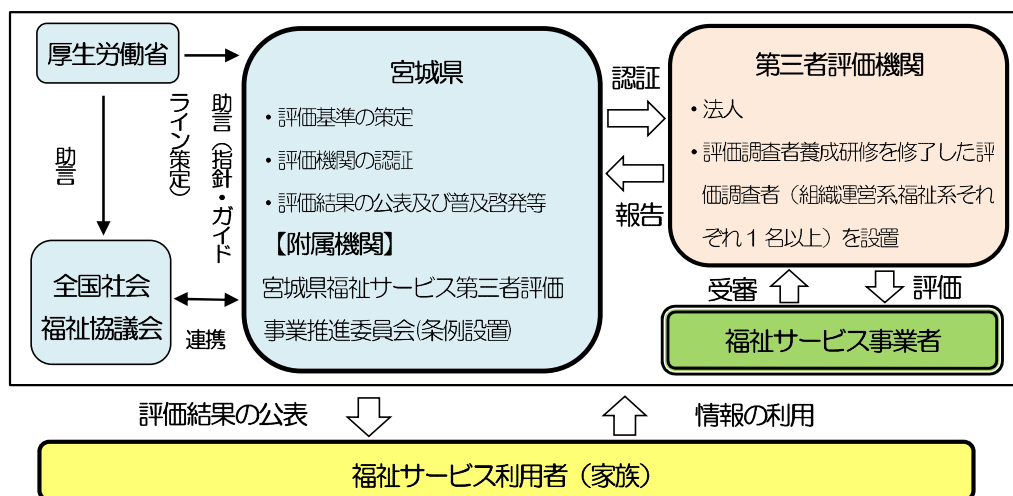 厚生労働省
助言
助言(指針・ガイド
ライン策定)
全国社会
福祉協議会
連携
宮城県
・評価基準の策定
・評価機関の認証
・評価結果の公表及び普及啓発等
【附属機関】
宮城県福祉サービス第三者評価
事業推進委員会(条例設置)
認証
報告
第三者評価機関
・法人
・評価調査者養成研修を修了した評
価調査者(組織運営系,福祉系それ
ぞれ1名以上)を設置
受審
評価
福祉サービス事業者
評価結果の公表
情報の利用
福祉サービス利用者(家族)